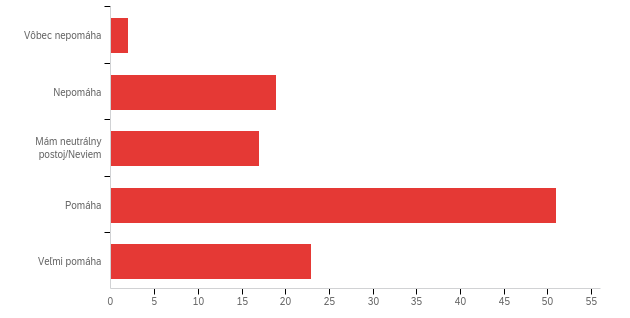 Vôbec nepomáha
Nepomáha
Mám neutrálny
postoj/Neviem
Pomáha
Veľmi pomáha
0 5 10 15 20 25 30 35 40 45 50 55